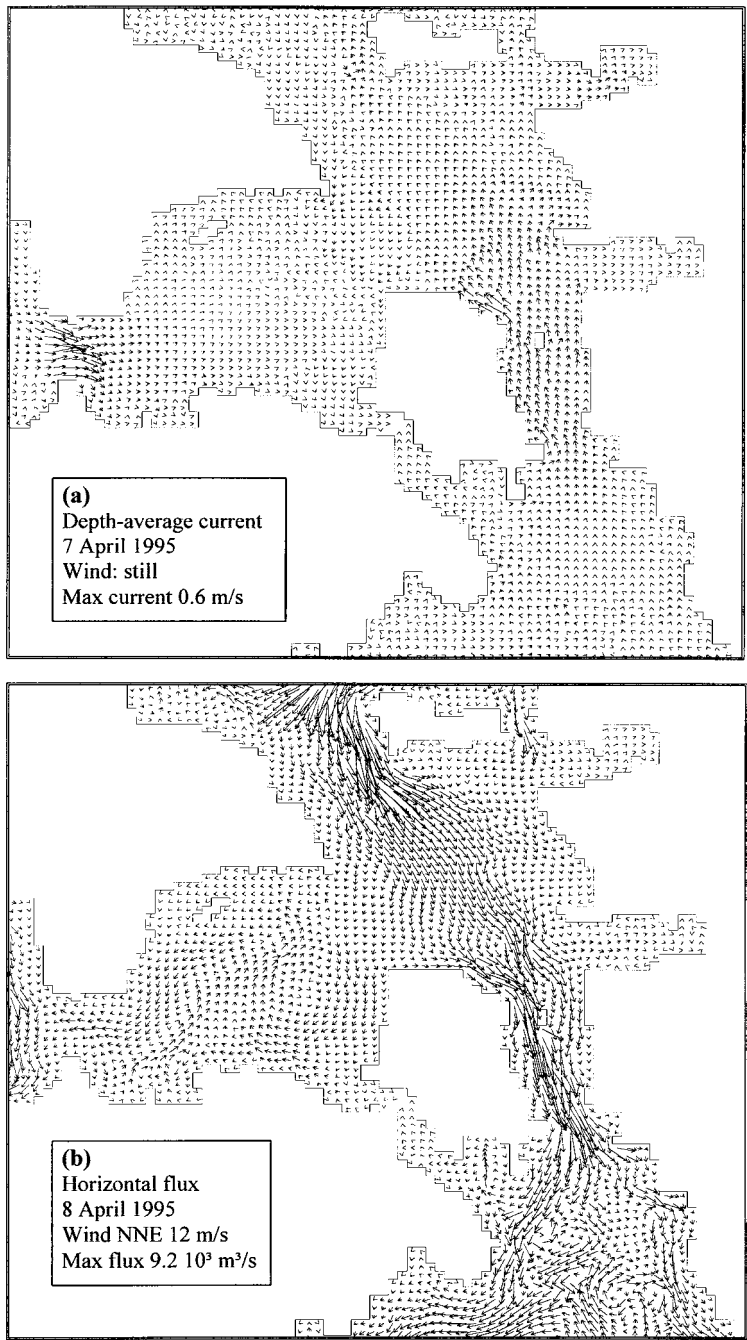 (a)
Depth-average current
7 April 1995
Wind: still
Max current 0.6 m/s
(b)
Horizontal flux
8 April 1995
Wind NNE 12 m/s
Max flux 9.2 10³ m³/s